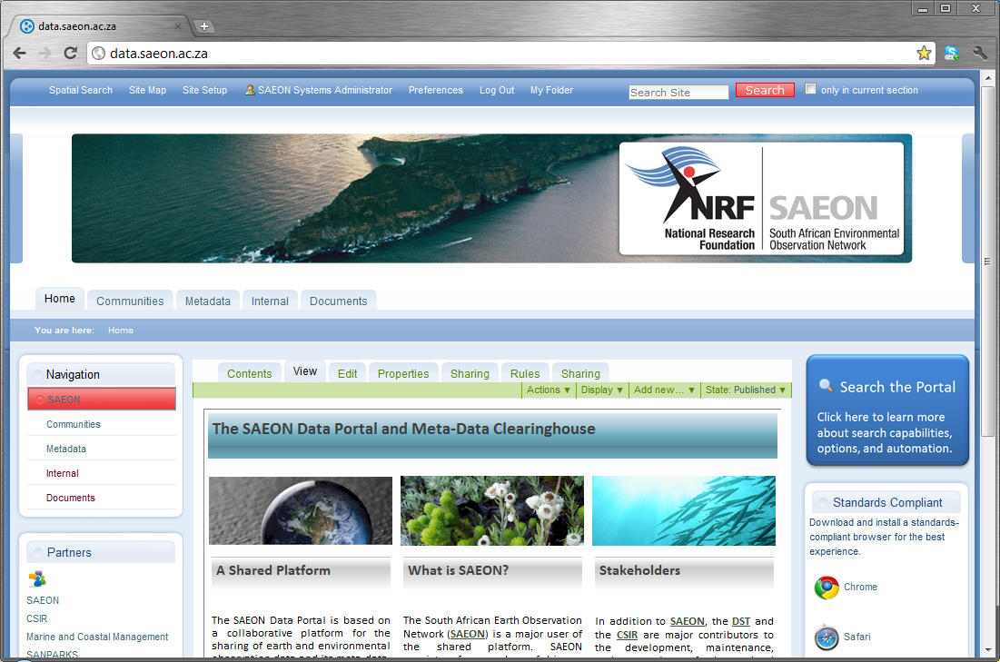 data.saeon.ac.za
data.saeon.ac.za
Spatial Search Site Map Site Setup SAEON Systems Administrator Preferences Log Out My Folder Search Site Search only in current section
NRF
National Research
Foundation
SAEON
South African Environmental
Observation Network
Home Communities Metadata Internal Documents
You are here: Home
Navigation
SAEON
Communities
Metadata
Internal
Documents
Partners
SAEON
CSIR
Marine and Coastal Management
SANPARKS
Contents View Edit Properties Sharing Rules Sharing
Actions ▼ Display ▼ Add new... ▼ State: Published ▼
The SAEON Data Portal and Meta-Data Clearinghouse
A Shared Platform
The SAEON Data Portal is based on
a collaborative platform for the
sharing of earth and environmental
What is SAEON?
The South African Earth Observation
Network (SAEON) is a major user of
the shared platform. SAEON
Stakeholders
In addition to SAEON, the DST and
the CSIR are major contributors to
the development, maintenance,
Search the Portal
Click here to learn more
about search capabilities,
options, and automation.
Standards Compliant
Download and install a standards-
compliant browser for the best
experience.
Chrome
Safari